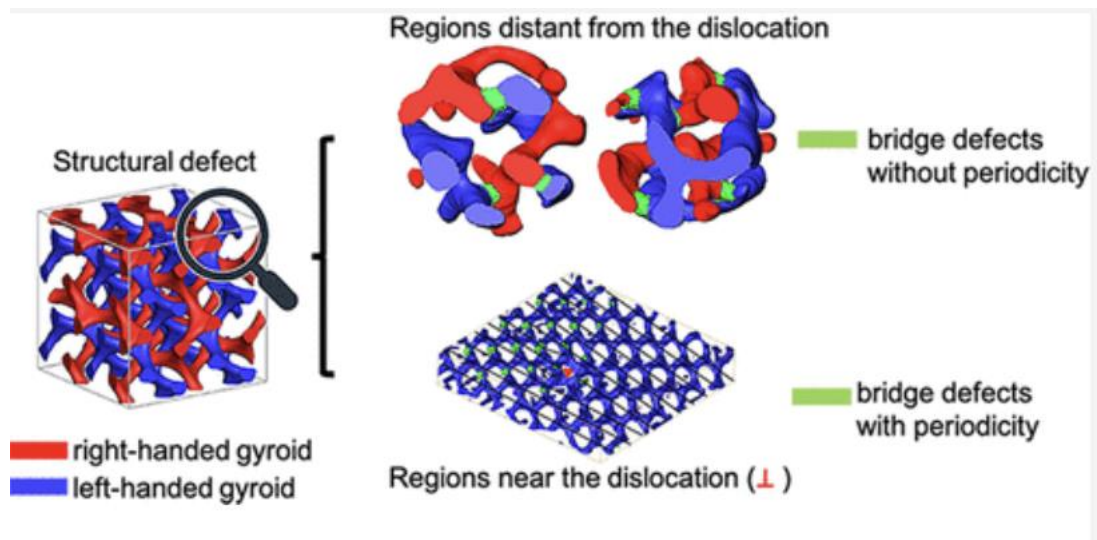 Regions distant from the dislocation
Structural defect
bridge defects
without periodicity
bridge defects
with periodicity
right-handed gyroid
left-handed gyroid
Regions near the dislocation (⊥)